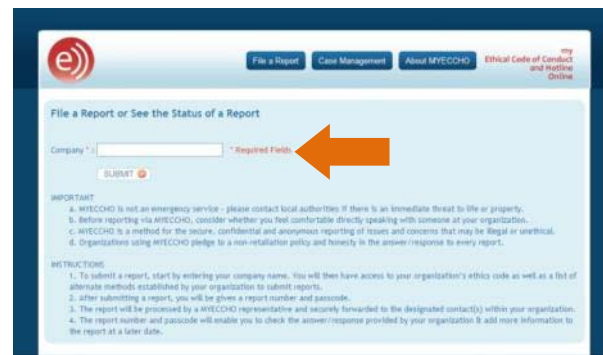 e
File a Report Case Management About MYECCHO
my
Ethical Code of Conduct
and Hotline
Online
File a Report or See the Status of a Report
Company * : * Required Fields
SUBMIT
IMPORTANT
a. MYECCHO is not an emergency service - please contact local authorities if there is an immediate threat to life or property.
b. Before reporting via MYECCHO, consider whether you feel comfortable directly speaking with someone at your organization.
c. MYECCHO is a method for the secure, confidential and anonymous reporting of issues and concerns that may be illegal or unethical.
d. Organizations using MYECCHO pledge to a non-retaliation policy and honesty in the answer/response to every report.
INSTRUCTIONS
1. To submit a report, start by entering your company name. You will then have access to your organization's ethics code as well as a list of
alternate methods established by your organization to submit reports.
2. After submitting a report, you will be given a report number and passcode.
3. The report will be processed by a MYECCHO representative and securely forwarded to the designated contact(s) within your organization.
4. The report number and passcode will enable you to check the answer/response provided by your organization & add more information to
the report at a later date.